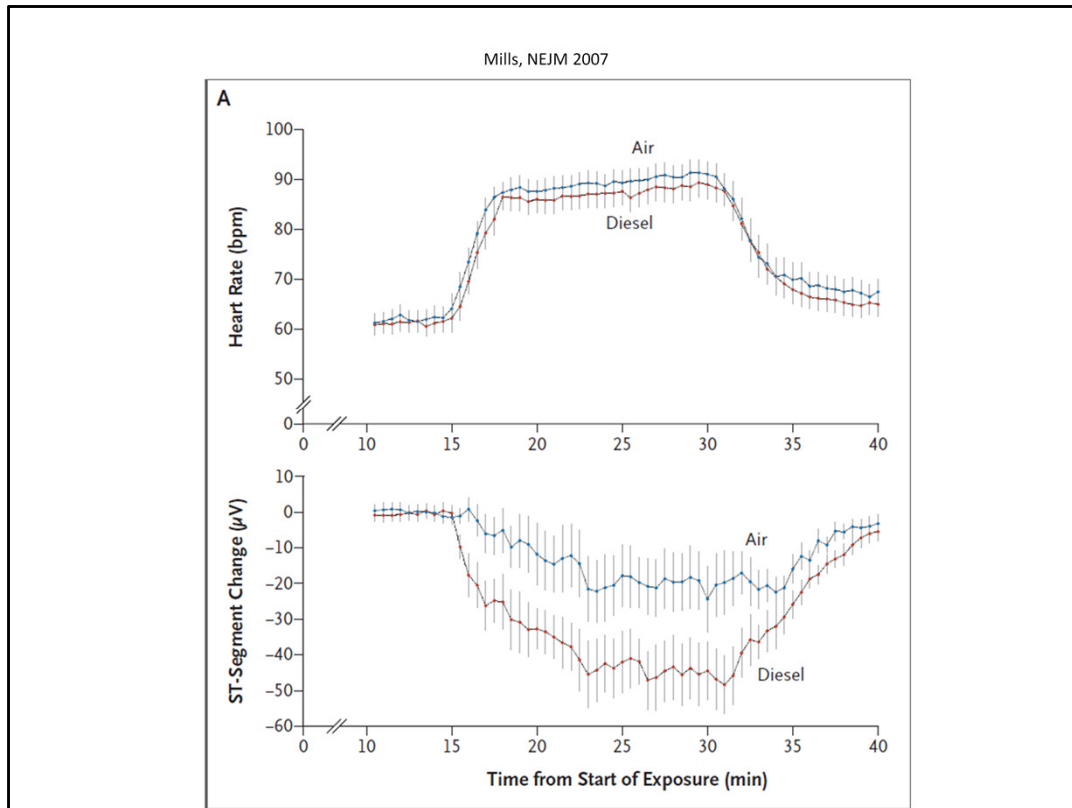 Mills, NEJM 2007
A
Heart Rate (bpm)
100
90
80
70
60
50
0
Air
Diesel
0 10 15 20 25 30 35 40
ST-Segment Change (µV)
10
0
–10
–20
–30
–40
–50
–60
Air
Diesel
0 10 15 20 25 30 35 40
Time from Start of Exposure (min)